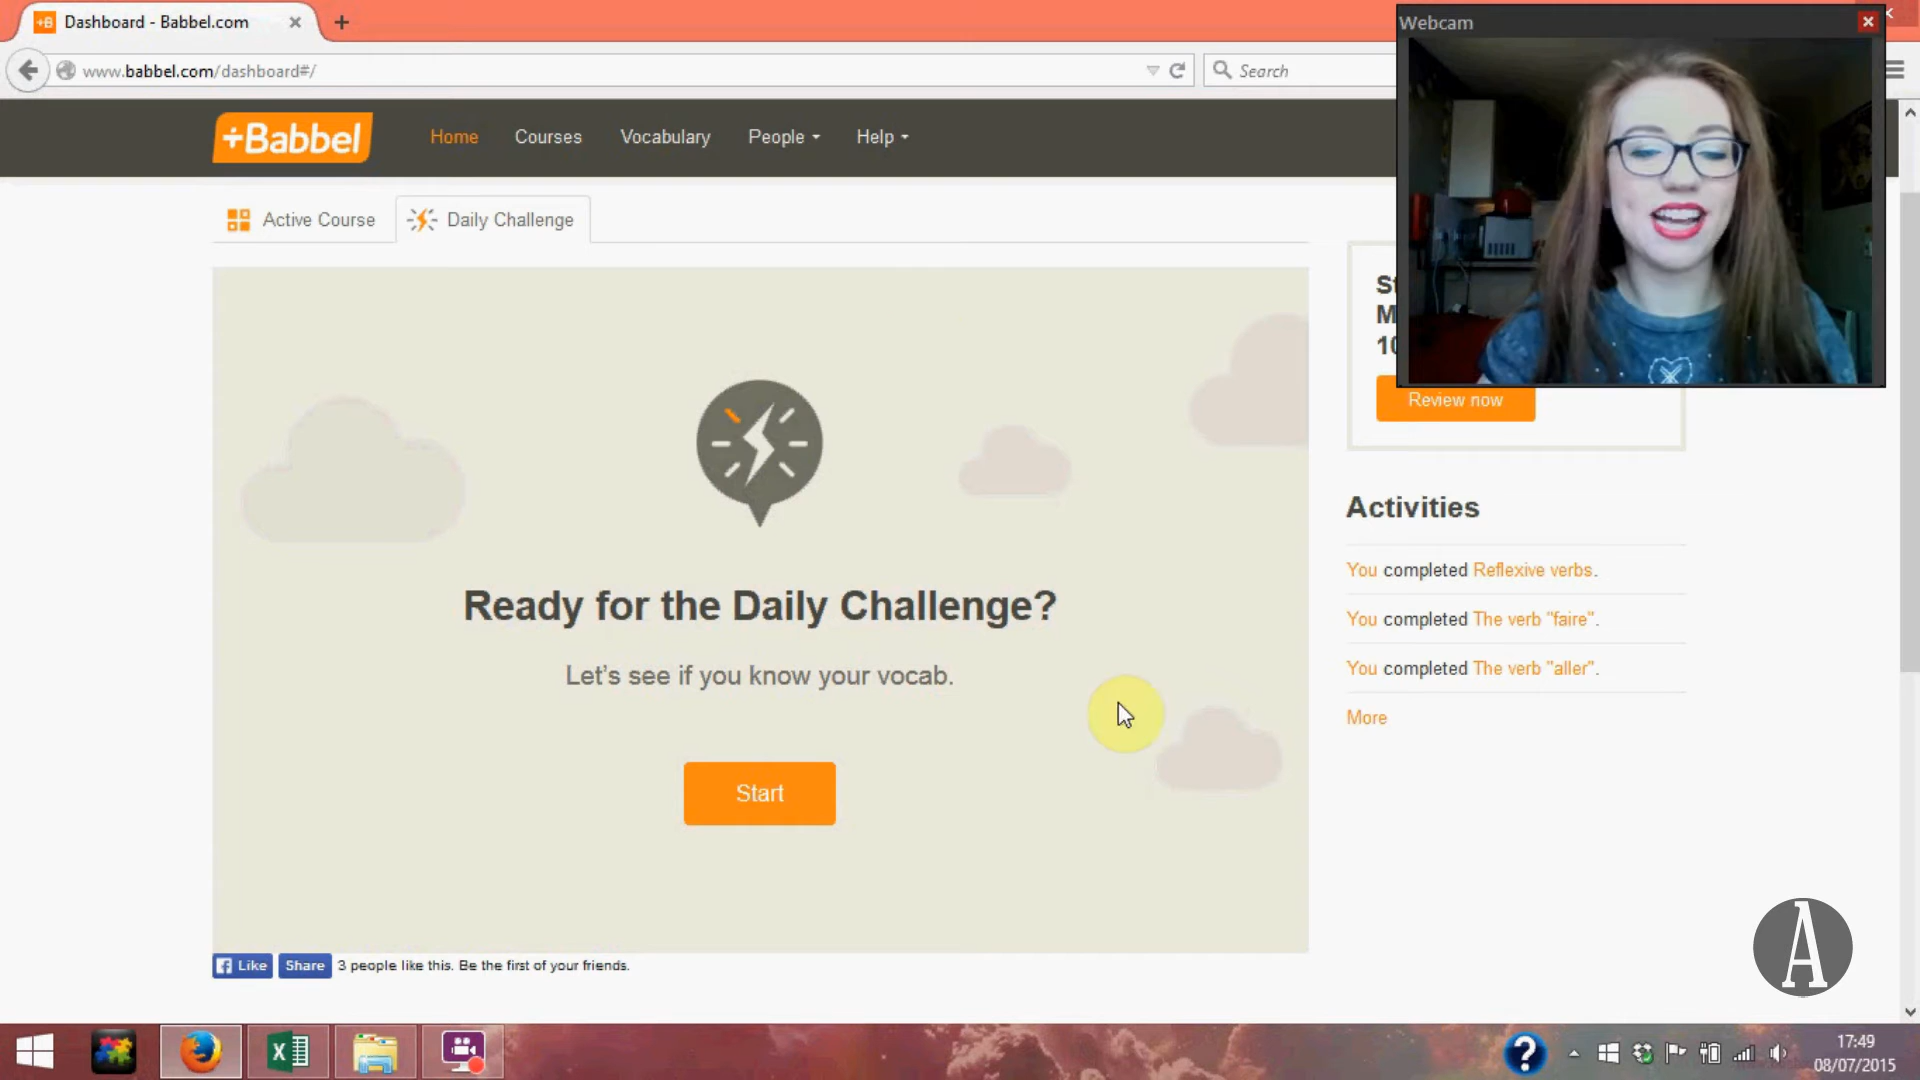 Dashboard - Babbel.com
www.babbel.com/dashboard#/
Search
Webcam
+Babbel
Home
Courses
Vocabulary
People
Help
Active Course
Daily Challenge
Ready for the Daily Challenge?
Let's see if you know your vocab.
Start
Review now
Activities
You completed Reflexive verbs.
You completed The verb "faire".
You completed The verb "aller".
More
Like
Share
3 people like this. Be the first of your friends.
A
17:49
08/07/2015